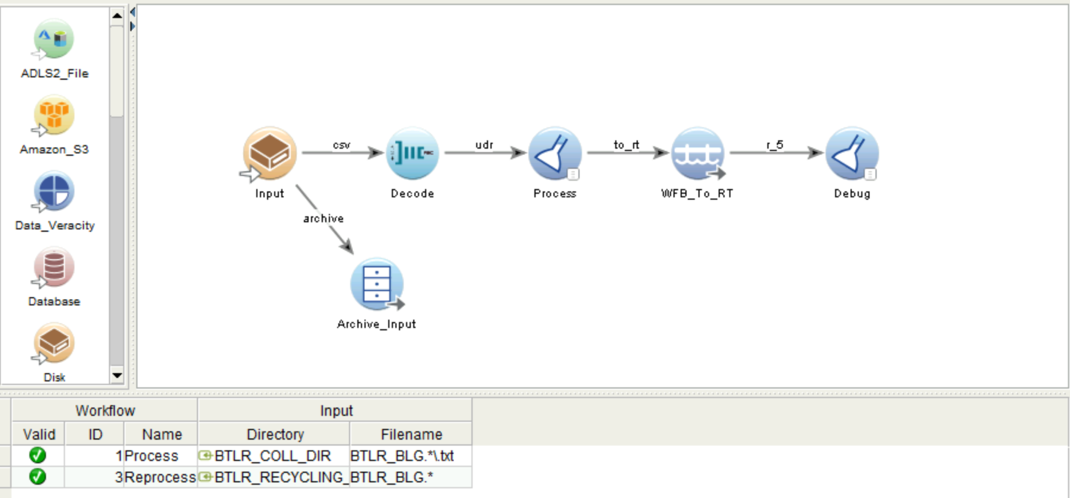 ADLS2_File
Amazon_S3
Data_Veracity
Database
Disk
csv
udr
to_rt
r_5
Input
Decode
Process
WFB_To_RT
Debug
archive
Archive_Input
Workflow Input
Valid ID Name Directory Filename
1 Process BTLR_COLL_DIR BTLR_BLG.*\.txt
3 Reprocess BTLR_RECYCLING_ BTLR_BLG.*